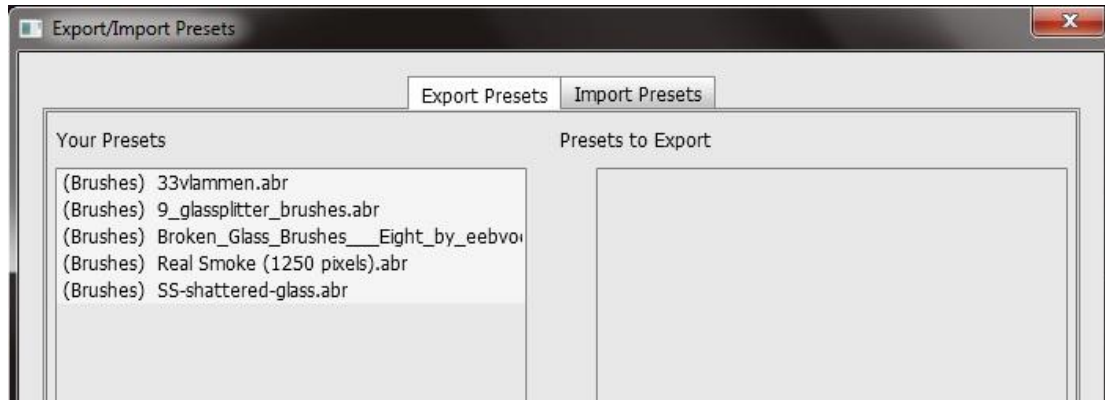 Export/Import Presets
Export Presets
Import Presets
Your Presets
Presets to Export
(Brushes) 33vlammen.abr
(Brushes) 9_glassplitter_brushes.abr
(Brushes) Broken_Glass_Brushes___Eight_by_eebvo
(Brushes) Real Smoke (1250 pixels).abr
(Brushes) SS-shattered-glass.abr